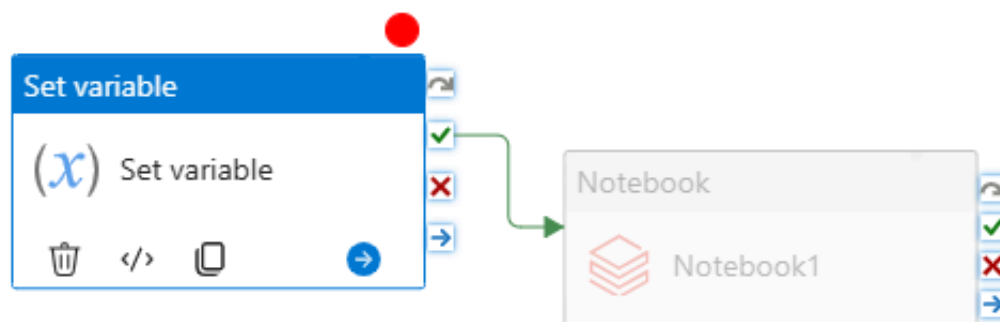 Set variable
(x) Set variable
</>
Notebook
Notebook1